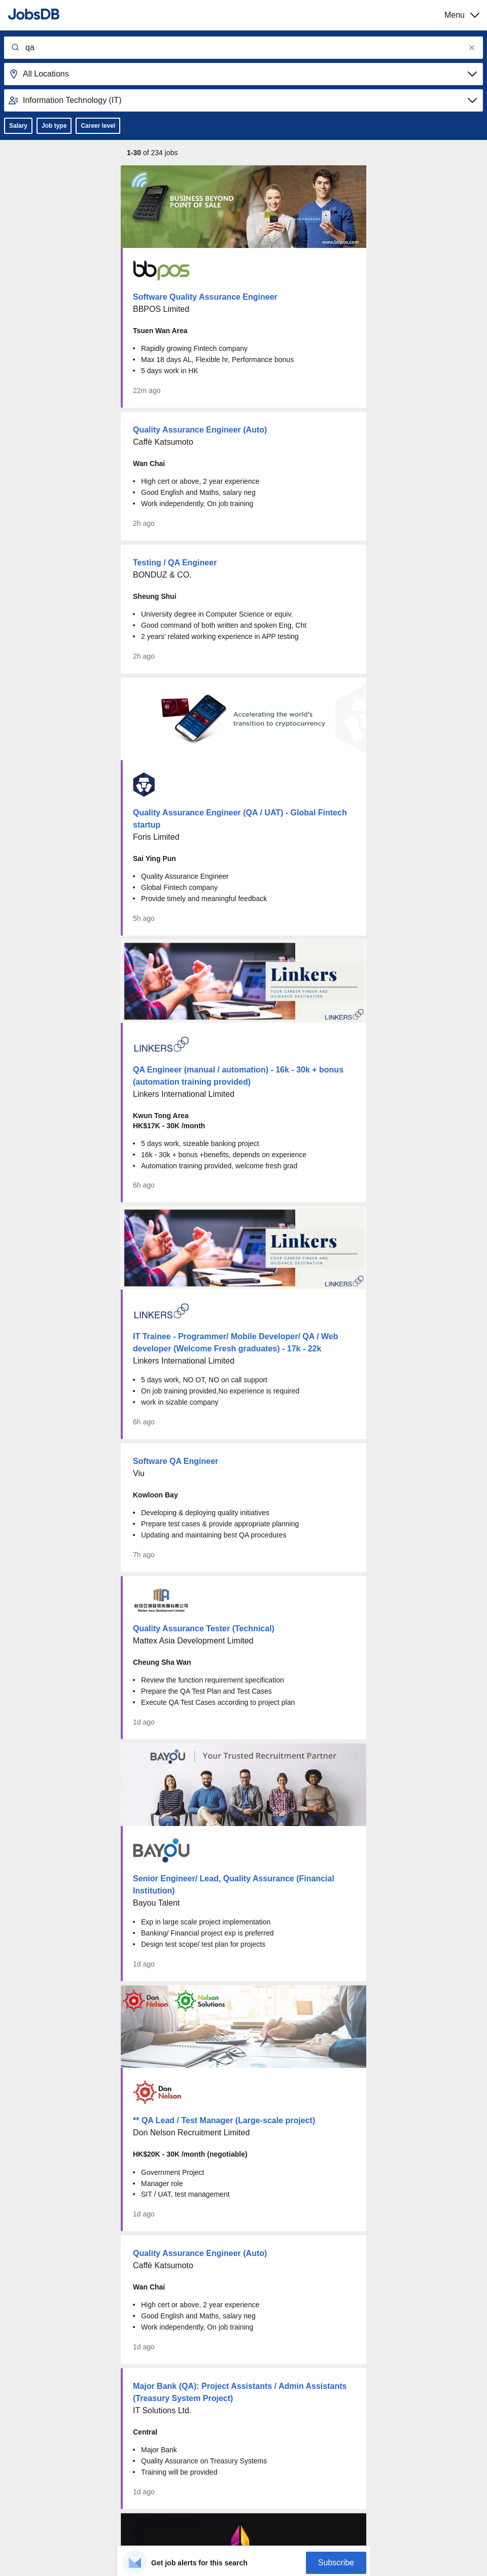 JobsDB
Menu
qa
All Locations
Information Technology (IT)
Salary
Job type
Career level
1-30 of 234 jobs
BUSINESS BEYOND
POINT OF SALE
www.bbpos.com
bbpos
Software Quality Assurance Engineer
BBPOS Limited
Tsuen Wan Area
• Rapidly growing Fintech company
• Max 18 days AL, Flexible hr, Performance bonus
• 5 days work in HK
22m ago
Quality Assurance Engineer (Auto)
Caffè Katsumoto
Wan Chai
• High cert or above, 2 year experience
• Good English and Maths, salary neg
• Work independently, On job training
2h ago
Testing / QA Engineer
BONDUZ & CO.
Sheung Shui
• University degree in Computer Science or equiv.
• Good command of both written and spoken Eng, Cht
• 2 years' related working experience in APP testing
2h ago
Accelerating the world's
transition to cryptocurrency
Quality Assurance Engineer (QA / UAT) - Global Fintech
startup
Foris Limited
Sai Ying Pun
• Quality Assurance Engineer
• Global Fintech company
• Provide timely and meaningful feedback
5h ago
Linkers
YOUR CAREER FINDER AND
GUIDANCE DESTINATION
LINKERS
LINKERS
QA Engineer (manual / automation) - 16k - 30k + bonus
(automation training provided)
Linkers International Limited
Kwun Tong Area
HK$17K - 30K /month
• 5 days work, sizeable banking project
• 16k - 30k + bonus +benefits, depends on experience
• Automation training provided, welcome fresh grad
6h ago
Linkers
YOUR CAREER FINDER AND
GUIDANCE DESTINATION
LINKERS
LINKERS
IT Trainee - Programmer/ Mobile Developer/ QA / Web
developer (Welcome Fresh graduates) - 17k - 22k
Linkers International Limited
• 5 days work, NO OT, NO on call support
• On job training provided,No experience is required
• work in sizable company
6h ago
Software QA Engineer
Viu
Kowloon Bay
• Developing & deploying quality initiatives
• Prepare test cases & provide appropriate planning
• Updating and maintaining best QA procedures
7h ago
Mattex Asia Development Limited
Quality Assurance Tester (Technical)
Mattex Asia Development Limited
Cheung Sha Wan
• Review the function requirement specification
• Prepare the QA Test Plan and Test Cases
• Execute QA Test Cases according to project plan
1d ago
BAYOU
Your Trusted Recruitment Partner
BAYOU
Senior Engineer/ Lead, Quality Assurance (Financial
Institution)
Bayou Talent
• Exp in large scale project implementation
• Banking/ Financial project exp is preferred
• Design test scope/ test plan for projects
1d ago
Don
Nelson
Nelson
Solutions
Don
Nelson
** QA Lead / Test Manager (Large-scale project)
Don Nelson Recruitment Limited
HK$20K - 30K /month (negotiable)
• Government Project
• Manager role
• SIT / UAT, test management
1d ago
Quality Assurance Engineer (Auto)
Caffè Katsumoto
Wan Chai
• High cert or above, 2 year experience
• Good English and Maths, salary neg
• Work independently, On job training
1d ago
Major Bank (QA): Project Assistants / Admin Assistants
(Treasury System Project)
IT Solutions Ltd.
Central
• Major Bank
• Quality Assurance on Treasury Systems
• Training will be provided
1d ago
Get job alerts for this search
Subscribe